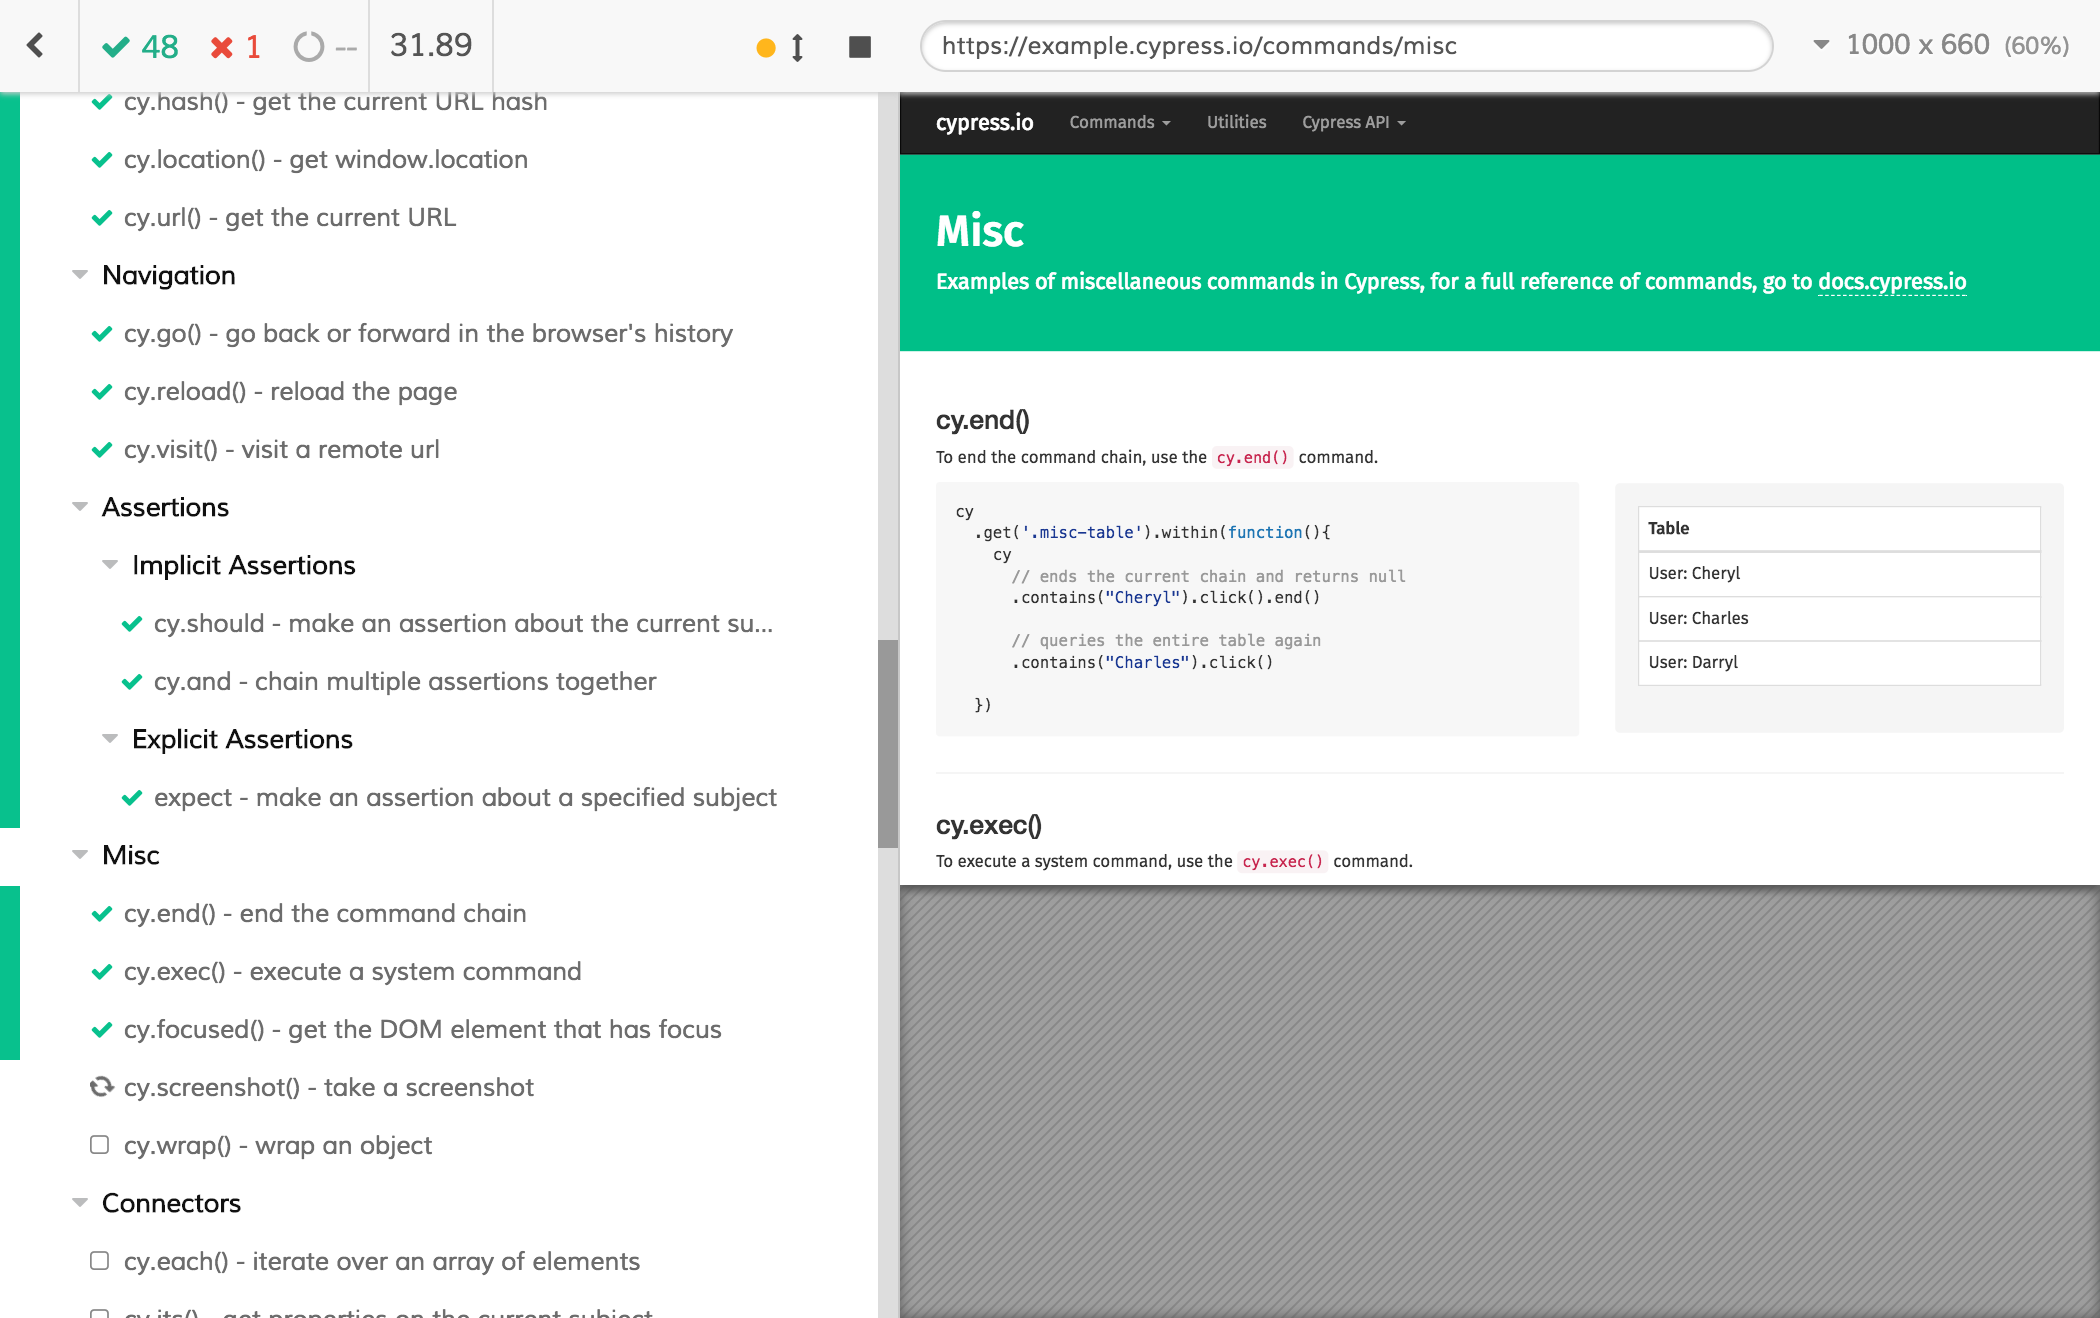 48 1 -- 31.89
https://example.cypress.io/commands/misc
1000 x 660 (60%)
cy.hash() - get the current URL hash
cy.location() - get window.location
cy.url() - get the current URL
Navigation
cy.go() - go back or forward in the browser's history
cy.reload() - reload the page
cy.visit() - visit a remote url
Assertions
Implicit Assertions
cy.should - make an assertion about the current su...
cy.and - chain multiple assertions together
Explicit Assertions
expect - make an assertion about a specified subject
Misc
cy.end() - end the command chain
cy.exec() - execute a system command
cy.focused() - get the DOM element that has focus
cy.screenshot() - take a screenshot
cy.wrap() - wrap an object
Connectors
cy.each() - iterate over an array of elements
cy.its() - get properties on the current subject
cypress.io Commands Utilities Cypress API
Misc
Examples of miscellaneous commands in Cypress, for a full reference of commands, go to docs.cypress.io
cy.end()
To end the command chain, use the cy.end() command.
cy
.get('.misc-table').within(function(){
cy
// ends the current chain and returns null
.contains("Cheryl").click().end()
// queries the entire table again
.contains("Charles").click()
})
Table
User: Cheryl
User: Charles
User: Darryl
cy.exec()
To execute a system command, use the cy.exec() command.